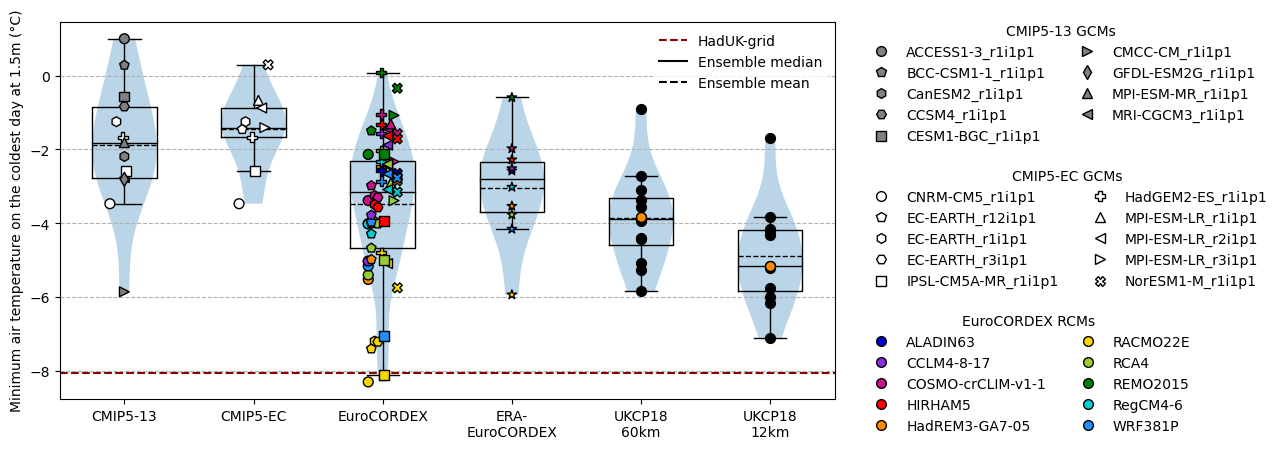 Minimum air temperature on the coldest day at 1.5m (°C)
0
−2
−4
−6
−8
CMIP5-13
CMIP5-EC
EuroCORDEX
ERA-
EuroCORDEX
UKCP18
60km
UKCP18
12km
HadUK-grid
Ensemble median
Ensemble mean
CMIP5-13 GCMs
ACCESS1-3_r1i1p1
BCC-CSM1-1_r1i1p1
CanESM2_r1i1p1
CCSM4_r1i1p1
CESM1-BGC_r1i1p1
CMCC-CM_r1i1p1
GFDL-ESM2G_r1i1p1
MPI-ESM-MR_r1i1p1
MRI-CGCM3_r1i1p1
CMIP5-EC GCMs
CNRM-CM5_r1i1p1
EC-EARTH_r12i1p1
EC-EARTH_r1i1p1
EC-EARTH_r3i1p1
IPSL-CM5A-MR_r1i1p1
HadGEM2-ES_r1i1p1
MPI-ESM-LR_r1i1p1
MPI-ESM-LR_r2i1p1
MPI-ESM-LR_r3i1p1
NorESM1-M_r1i1p1
EuroCORDEX RCMs
ALADIN63
CCLM4-8-17
COSMO-crCLIM-v1-1
HIRHAM5
HadREM3-GA7-05
RACMO22E
RCA4
REMO2015
RegCM4-6
WRF381P